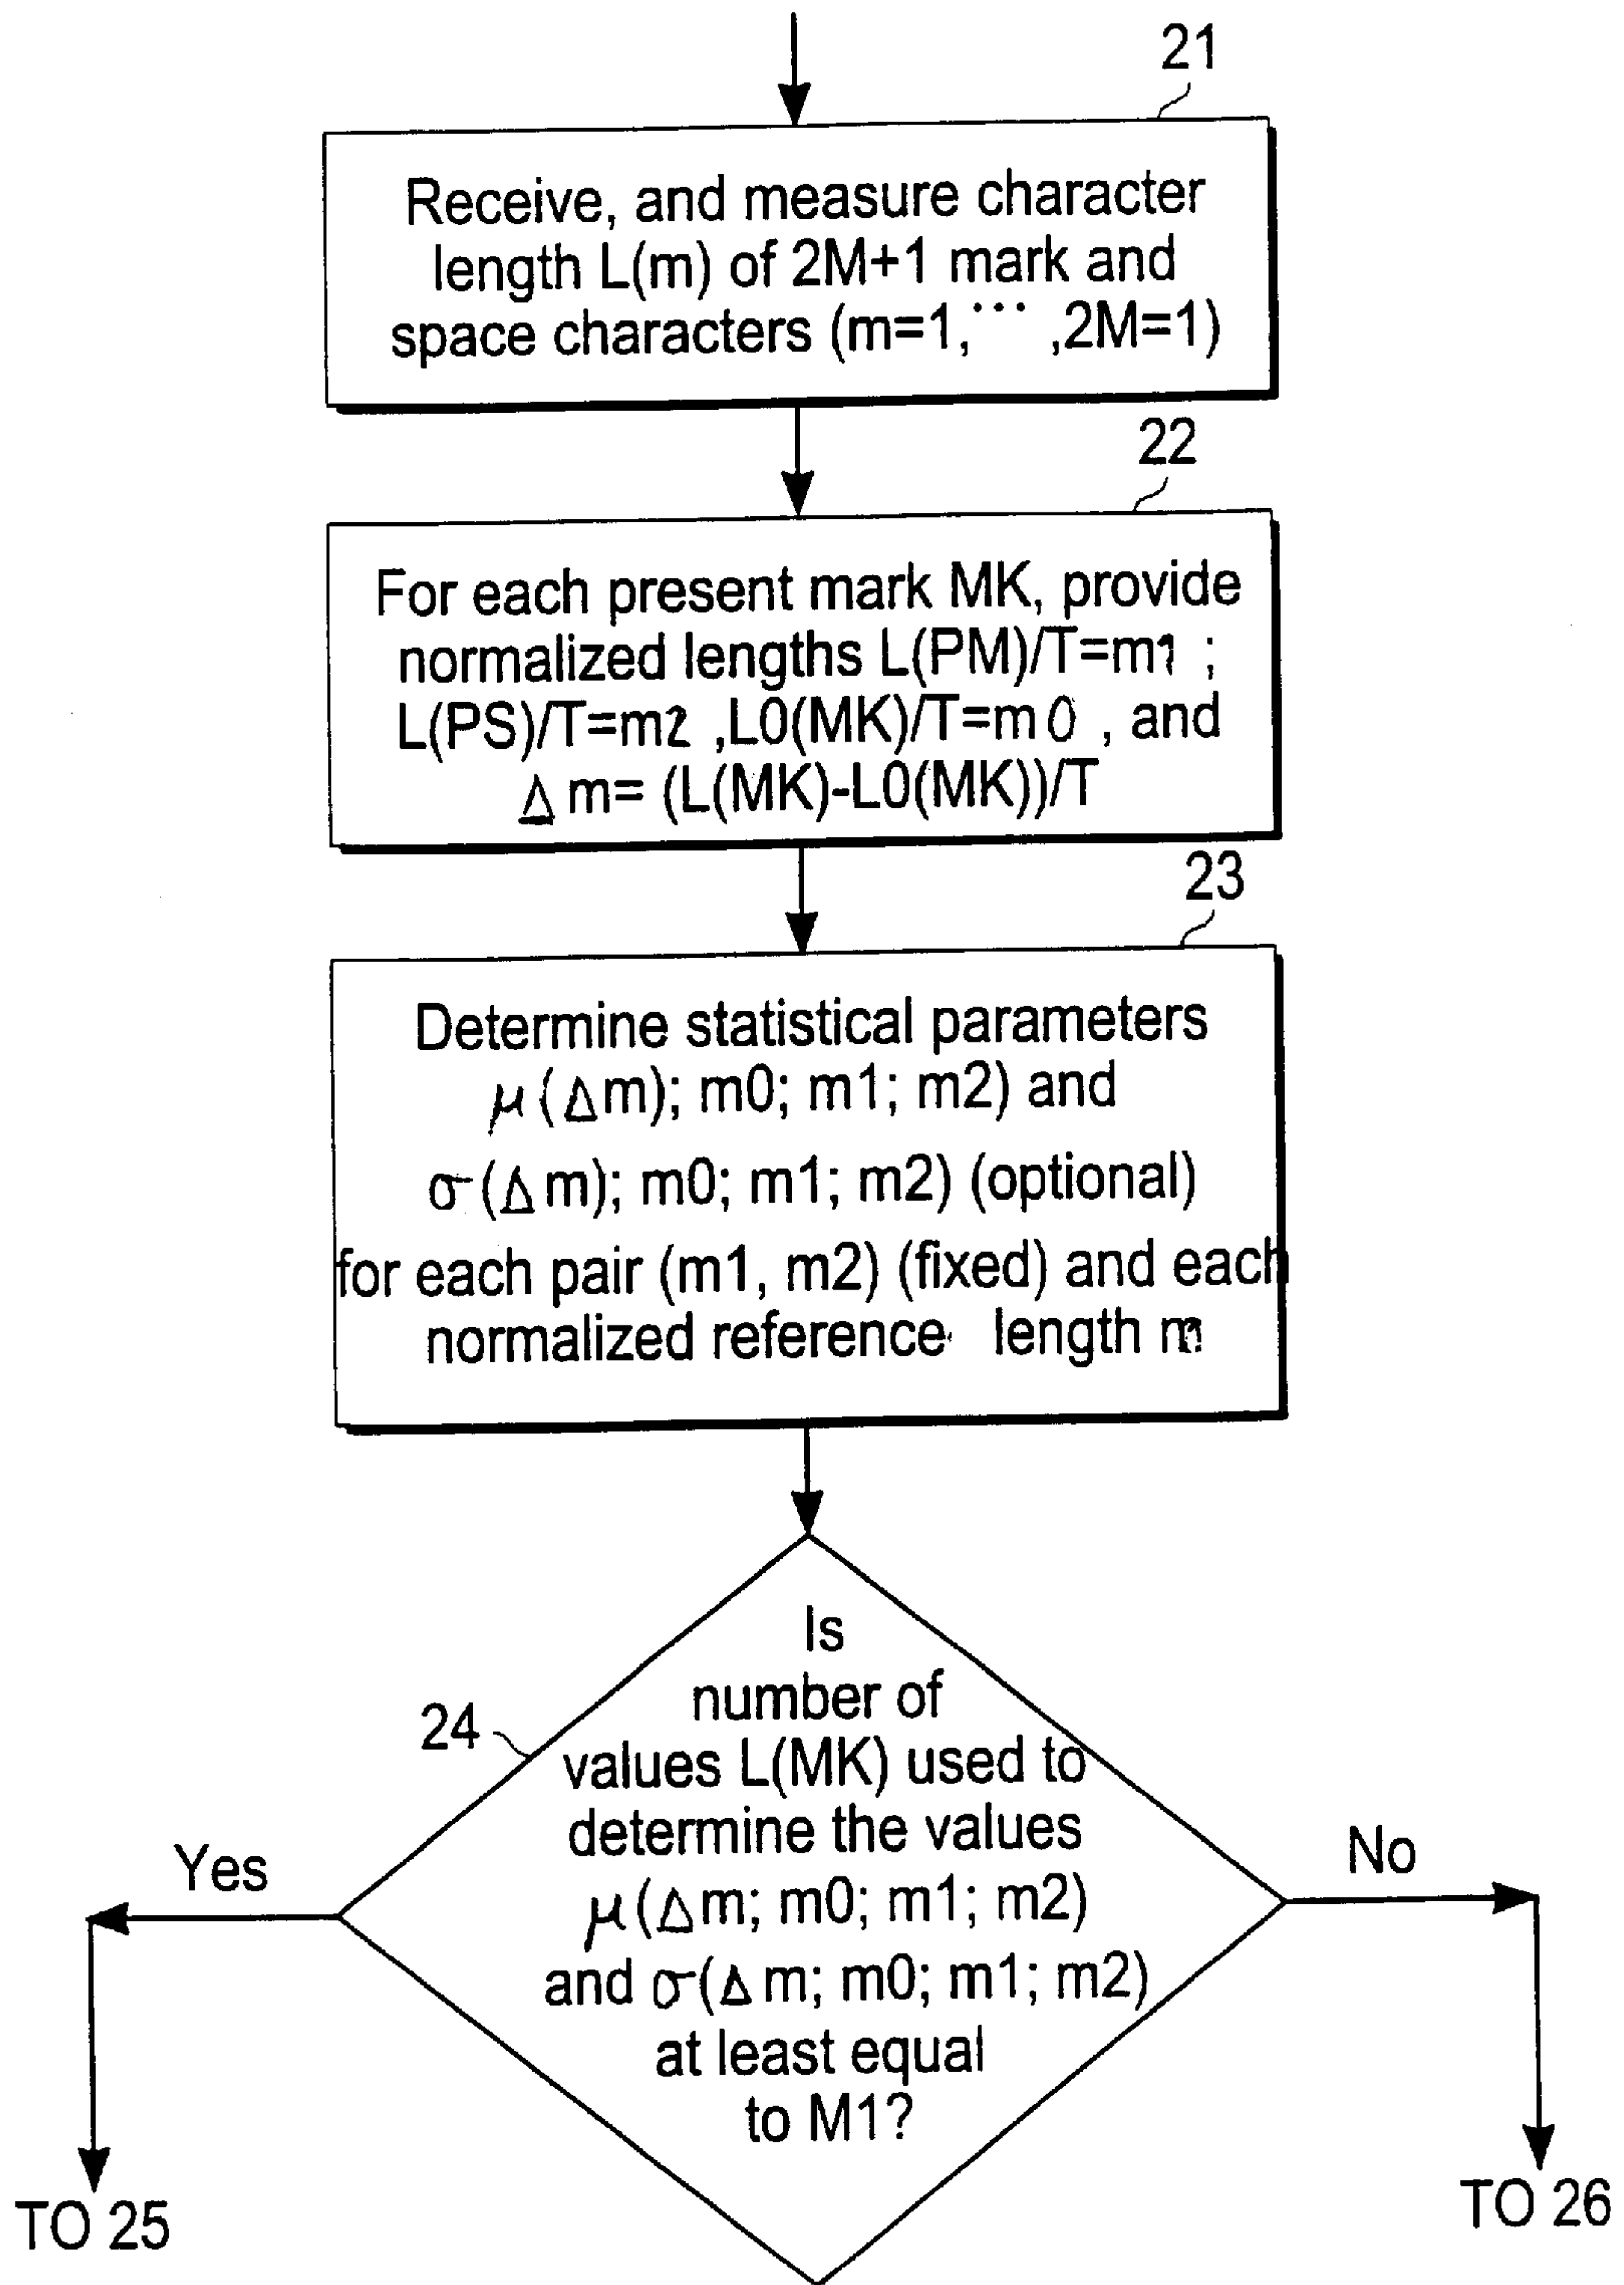 21
Receive, and measure character
length L(m) of 2M+1 mark and
space characters (m=1,··· ,2M=1)
22
For each present mark MK, provide
normalized lengths L(PM)/T=m1 ;
L(PS)/T=m2 ,L0(MK)/T=m0 , and
Δm= (L(MK)-L0(MK))/T
23
Determine statistical parameters
μ(Δm); m0; m1; m2) and
σ(Δm); m0; m1; m2) (optional)
for each pair (m1, m2) (fixed) and each
normalized reference length m
24
Is
number of
values L(MK) used to
determine the values
μ(Δm; m0; m1; m2)
and σ(Δm; m0; m1; m2)
at least equal
to M1?
Yes
No
TO 25
TO 26